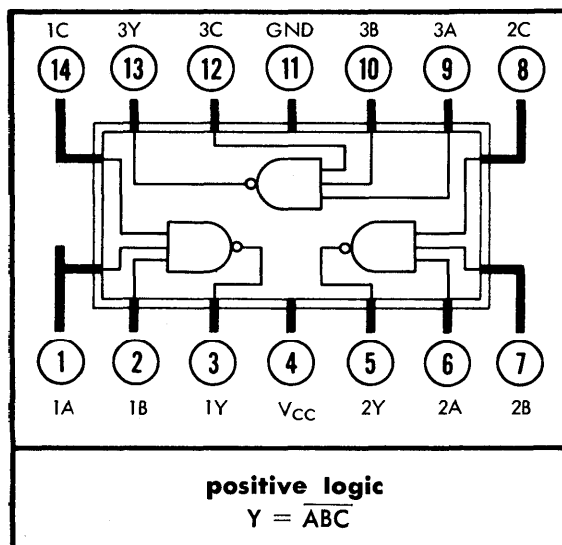 1C 3Y 3C GND 3B 3A 2C
14 13 12 11 10 9 8
1 2 3 4 5 6 7
1A 1B 1Y VCC 2Y 2A 2B
positive logic
Y = \overline{ABC}